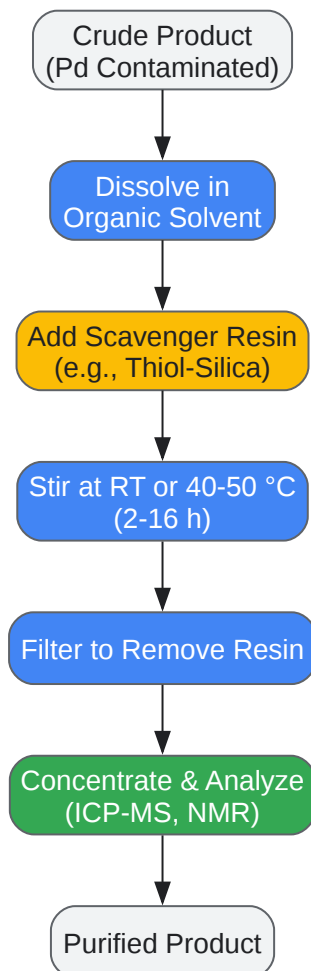 Crude Product
(Pd Contaminated)
Dissolve in
Organic Solvent
Add Scavenger Resin
(e.g., Thiol-Silica)
Stir at RT or 40-50 °C
(2-16 h)
Filter to Remove Resin
Concentrate & Analyze
(ICP-MS, NMR)
Purified Product